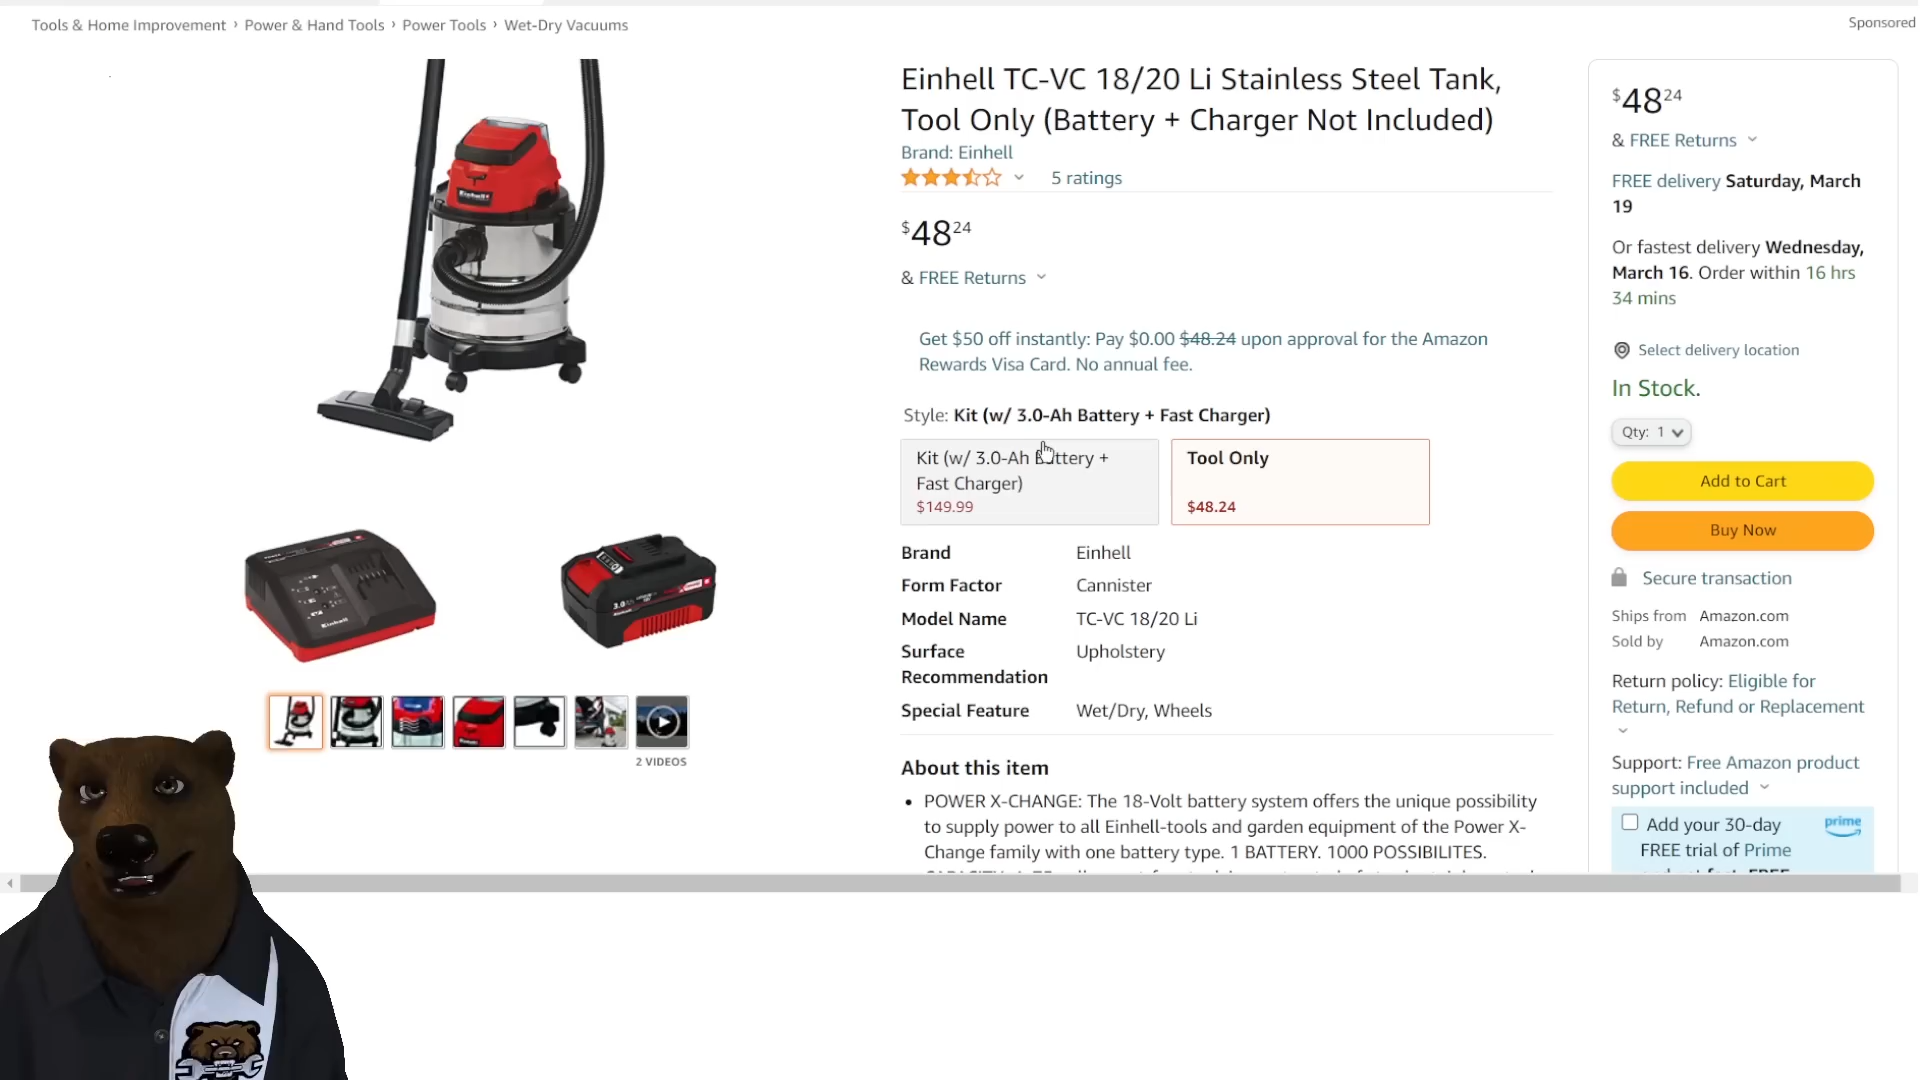 Tools & Home Improvement › Power & Hand Tools › Power Tools › Wet-Dry Vacuums
Sponsored
Einhell TC-VC 18/20 Li Stainless Steel Tank,
Tool Only (Battery + Charger Not Included)
Brand: Einhell
5 ratings
$48 24
& FREE Returns
Get $50 off instantly: Pay $0.00 $48.24 upon approval for the Amazon
Rewards Visa Card. No annual fee.
Style: Kit (w/ 3.0-Ah Battery + Fast Charger)
Kit (w/ 3.0-Ah Battery +
Fast Charger)
$149.99
Tool Only
$48.24
Brand Einhell
Form Factor Cannister
Model Name TC-VC 18/20 Li
Surface Upholstery
Recommendation
Special Feature Wet/Dry, Wheels
About this item
• POWER X-CHANGE: The 18-Volt battery system offers the unique possibility
to supply power to all Einhell-tools and garden equipment of the Power X-
Change family with one battery type. 1 BATTERY. 1000 POSSIBILITES.
$48 24
& FREE Returns
FREE delivery Saturday, March
19
Or fastest delivery Wednesday,
March 16. Order within 16 hrs
34 mins
Select delivery location
In Stock.
Qty: 1
Add to Cart
Buy Now
Secure transaction
Ships from Amazon.com
Sold by Amazon.com
Return policy: Eligible for
Return, Refund or Replacement
Support: Free Amazon product
support included
Add your 30-day
FREE trial of Prime
prime
Einhell
Einhell
3.0
2 VIDEOS